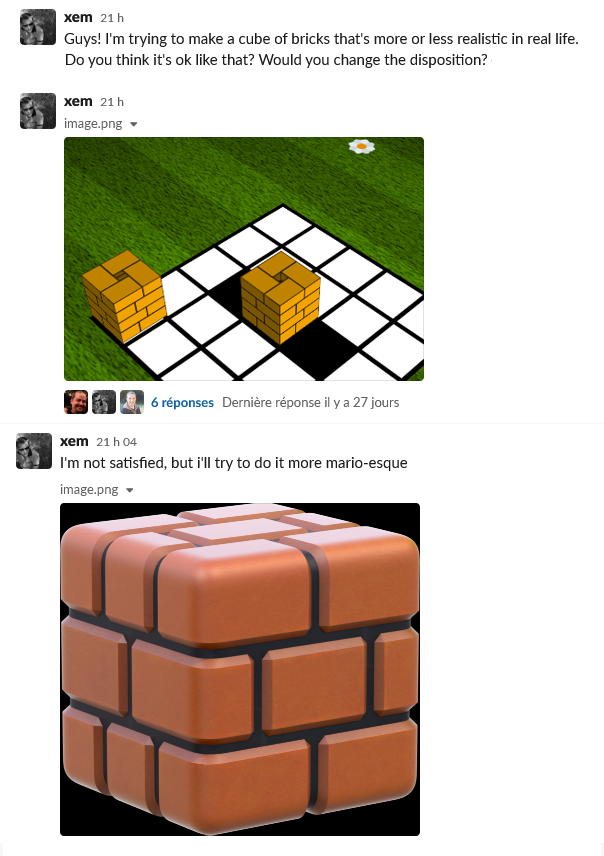 xem 21 h
Guys! I'm trying to make a cube of bricks that's more or less realistic in real life.
Do you think it's ok like that? Would you change the disposition?
xem 21 h
image.png
6 réponses Dernière réponse il y a 27 jours
xem 21 h 04
I'm not satisfied, but i'll try to do it more mario-esque
image.png